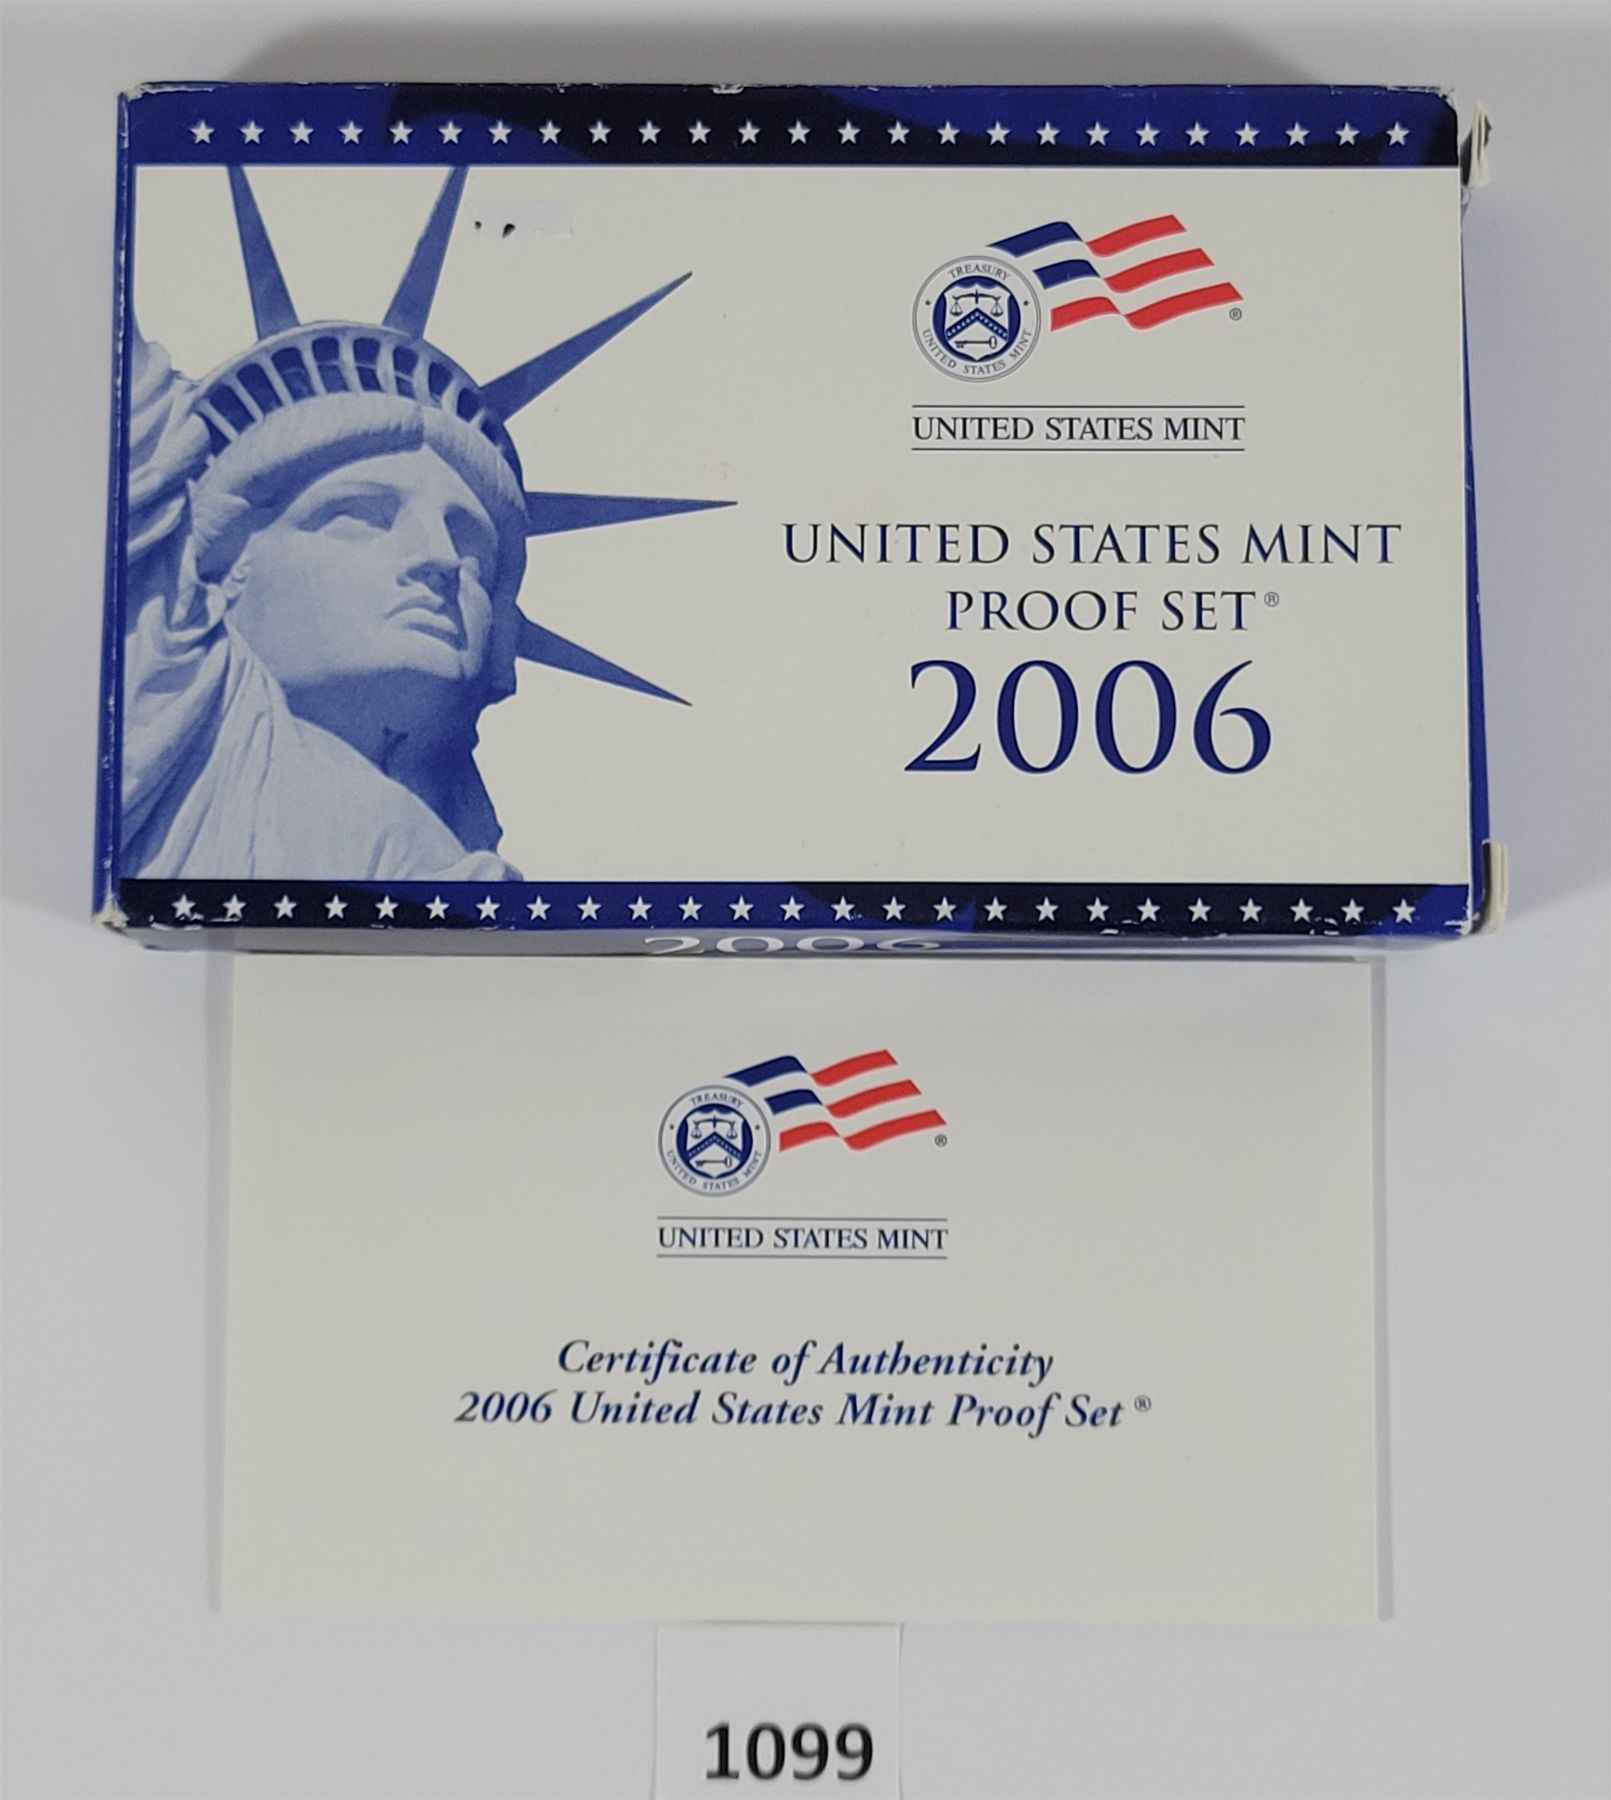 TREASURY
UNITED STATES MINT
®
UNITED STATES MINT
UNITED STATES MINT
PROOF SET®
2006
2006
TREASURY
UNITED STATES MINT
®
UNITED STATES MINT
Certificate of Authenticity
2006 United States Mint Proof Set®
1099